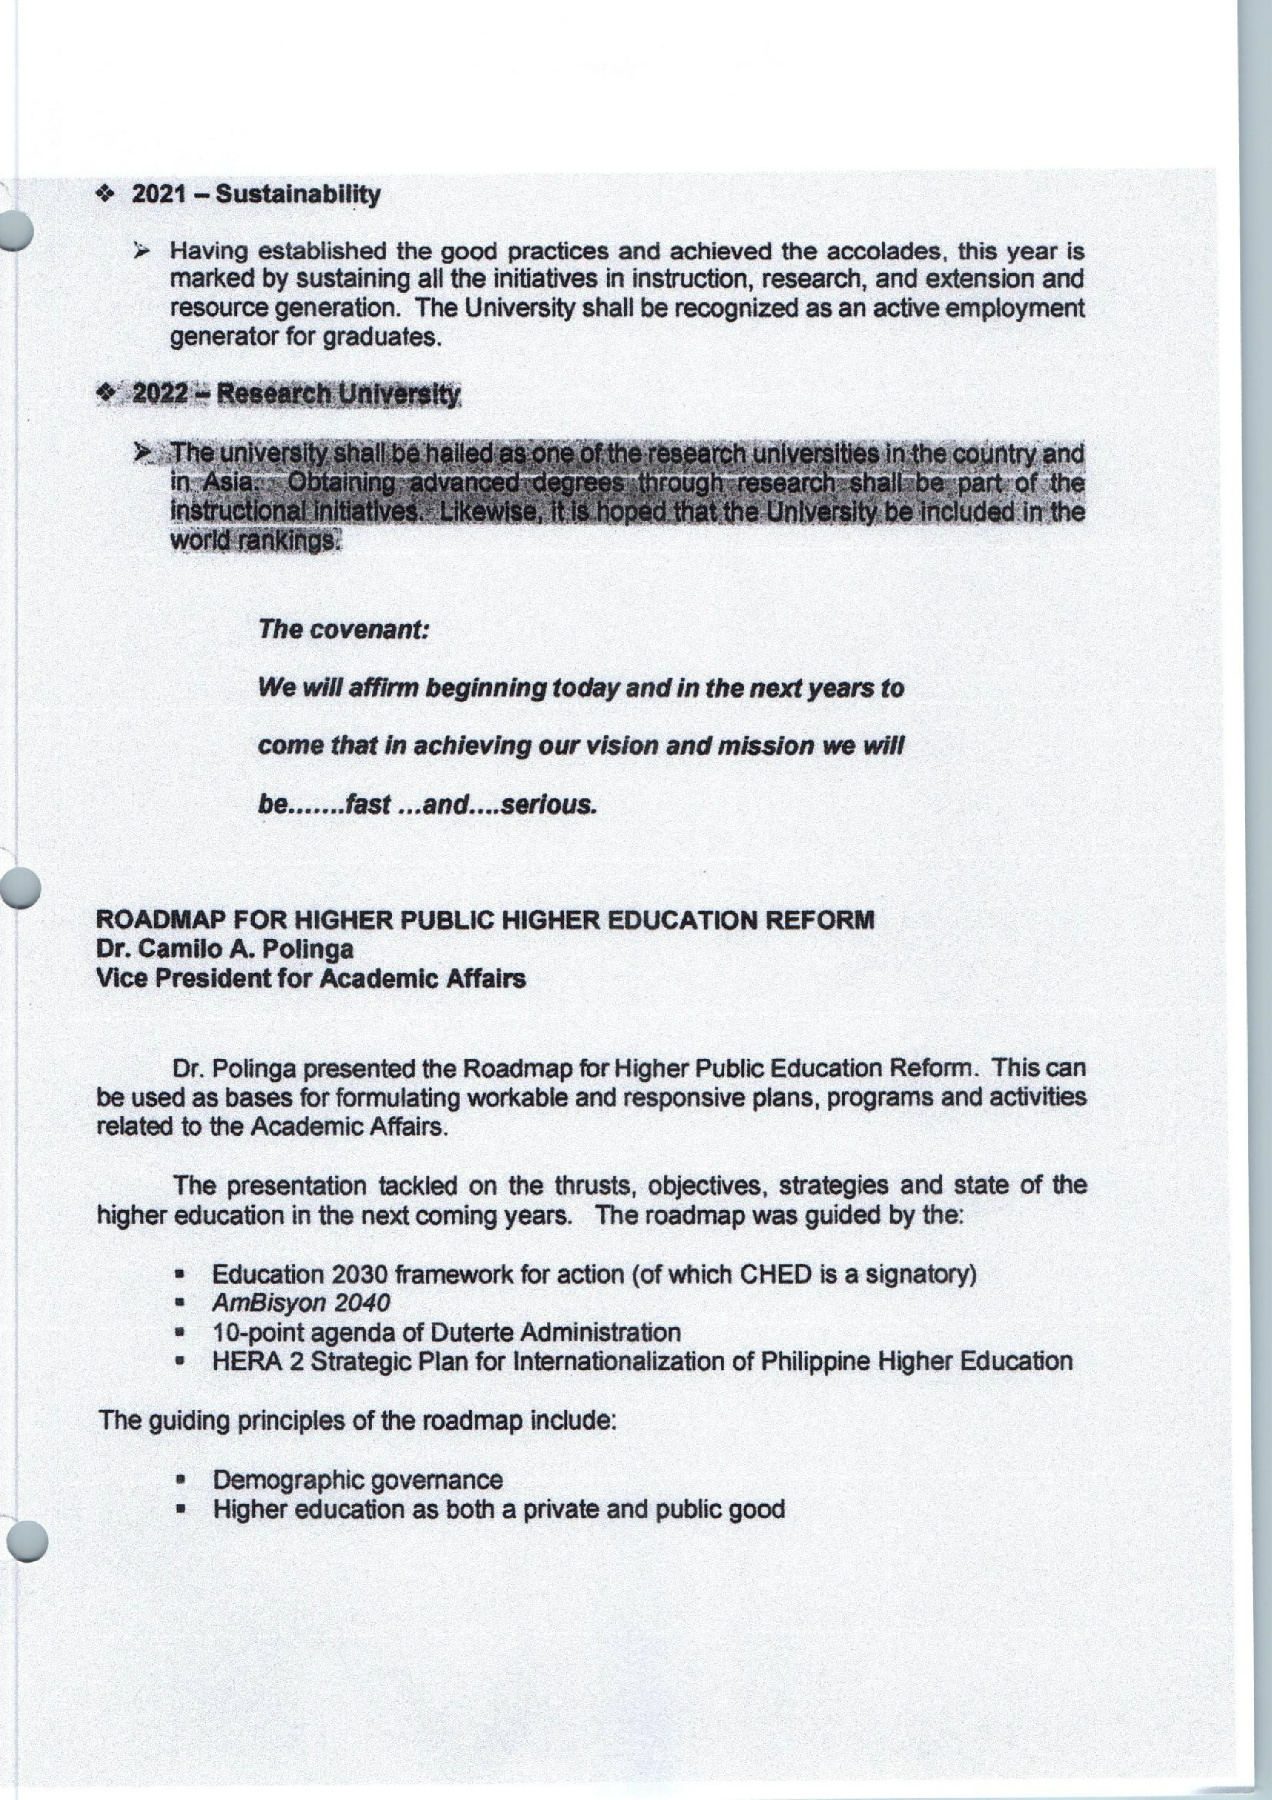 ❖ 2021 – Sustainability
➢ Having established the good practices and achieved the accolades, this year is
marked by sustaining all the initiatives in instruction, research, and extension and
resource generation. The University shall be recognized as an active employment
generator for graduates.
❖ 2022 – Research University
➢ The university shall be hailed as one of the research universities in the country and
in Asia. Obtaining advanced degrees through research shall be part of the
instructional initiatives. Likewise, it is hoped that the University be included in the
world rankings.
The covenant:
We will affirm beginning today and in the next years to
come that in achieving our vision and mission we will
be.......fast ...and....serious.
ROADMAP FOR HIGHER PUBLIC HIGHER EDUCATION REFORM
Dr. Camilo A. Polinga
Vice President for Academic Affairs
Dr. Polinga presented the Roadmap for Higher Public Education Reform. This can
be used as bases for formulating workable and responsive plans, programs and activities
related to the Academic Affairs.
The presentation tackled on the thrusts, objectives, strategies and state of the
higher education in the next coming years. The roadmap was guided by the:
▪ Education 2030 framework for action (of which CHED is a signatory)
▪ AmBisyon 2040
▪ 10-point agenda of Duterte Administration
▪ HERA 2 Strategic Plan for Internationalization of Philippine Higher Education
The guiding principles of the roadmap include:
▪ Demographic governance
▪ Higher education as both a private and public good